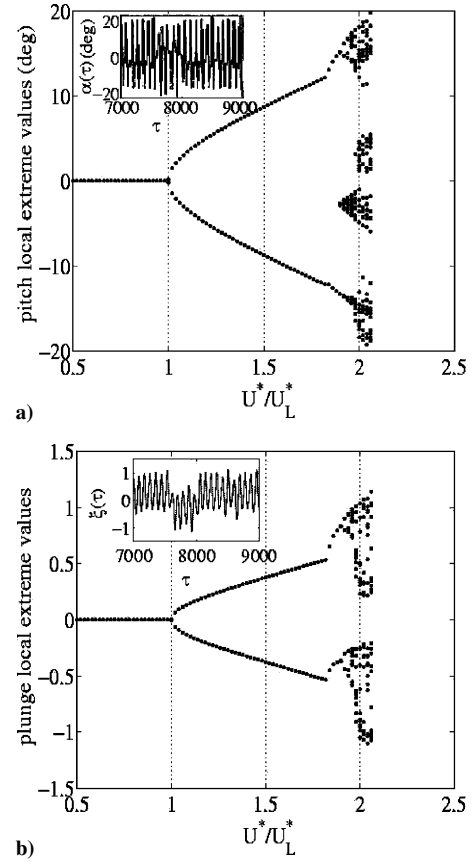 20
10
0
−10
−20
pitch local extreme values (deg)
α(τ) (deg)
20
0
−20
7000 8000 9000
τ
0.5 1 1.5 2 2.5
U*/U*L
a)
1.5
1
0.5
0
−0.5
−1
−1.5
plunge local extreme values
ξ(τ)
1
0
−1
7000 8000 9000
τ
0.5 1 1.5 2 2.5
U*/U*L
b)